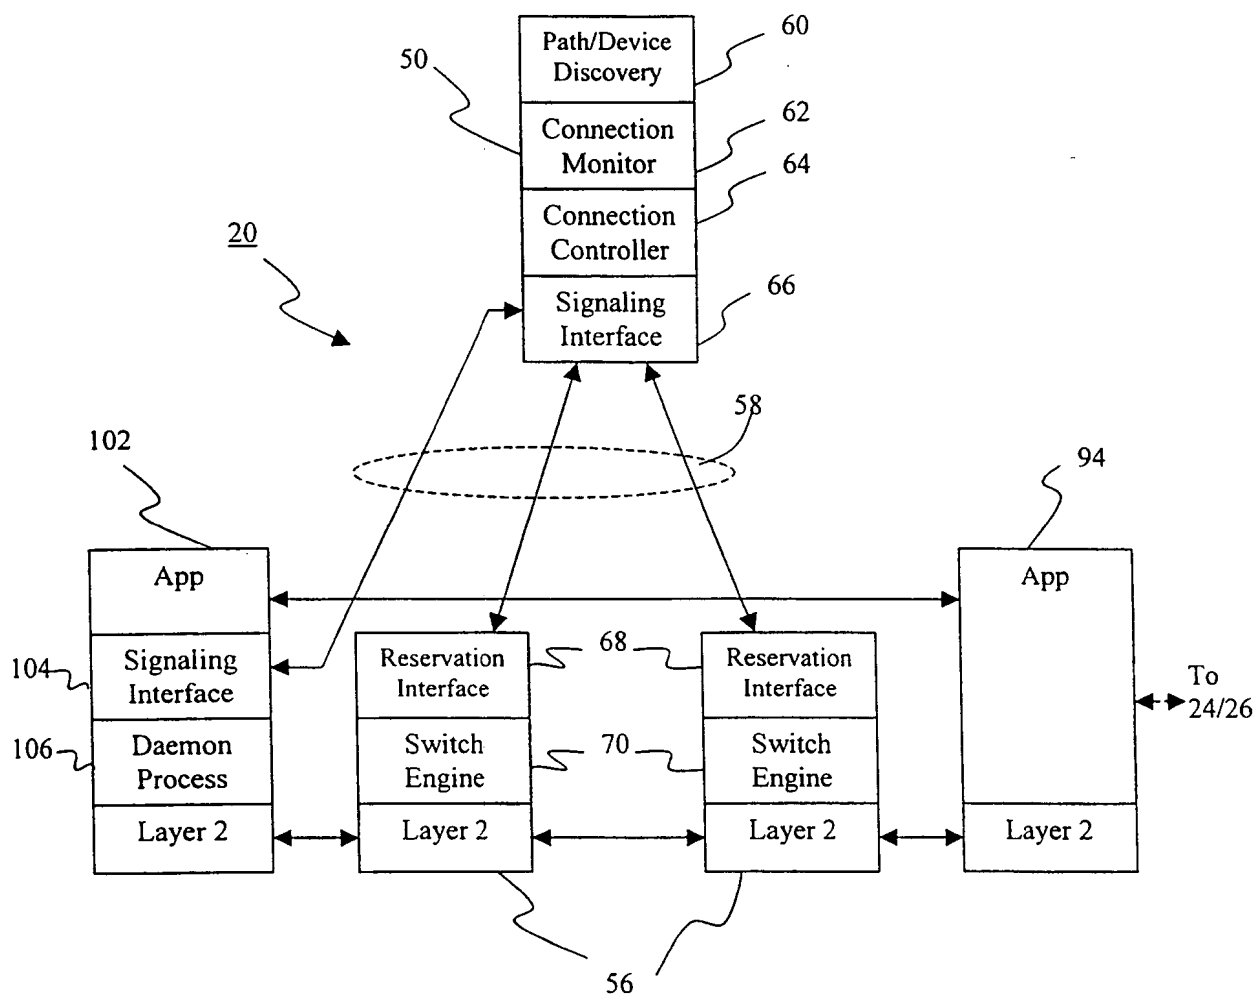 Path/Device
Discovery
60
50
Connection
Monitor
62
Connection
Controller
64
20
Signaling
Interface
66
58
102
94
App
App
Signaling
Interface
104
Reservation
Interface
68
Reservation
Interface
To
24/26
106
Daemon
Process
Switch
Engine
70
Switch
Engine
Layer 2
Layer 2
Layer 2
Layer 2
56